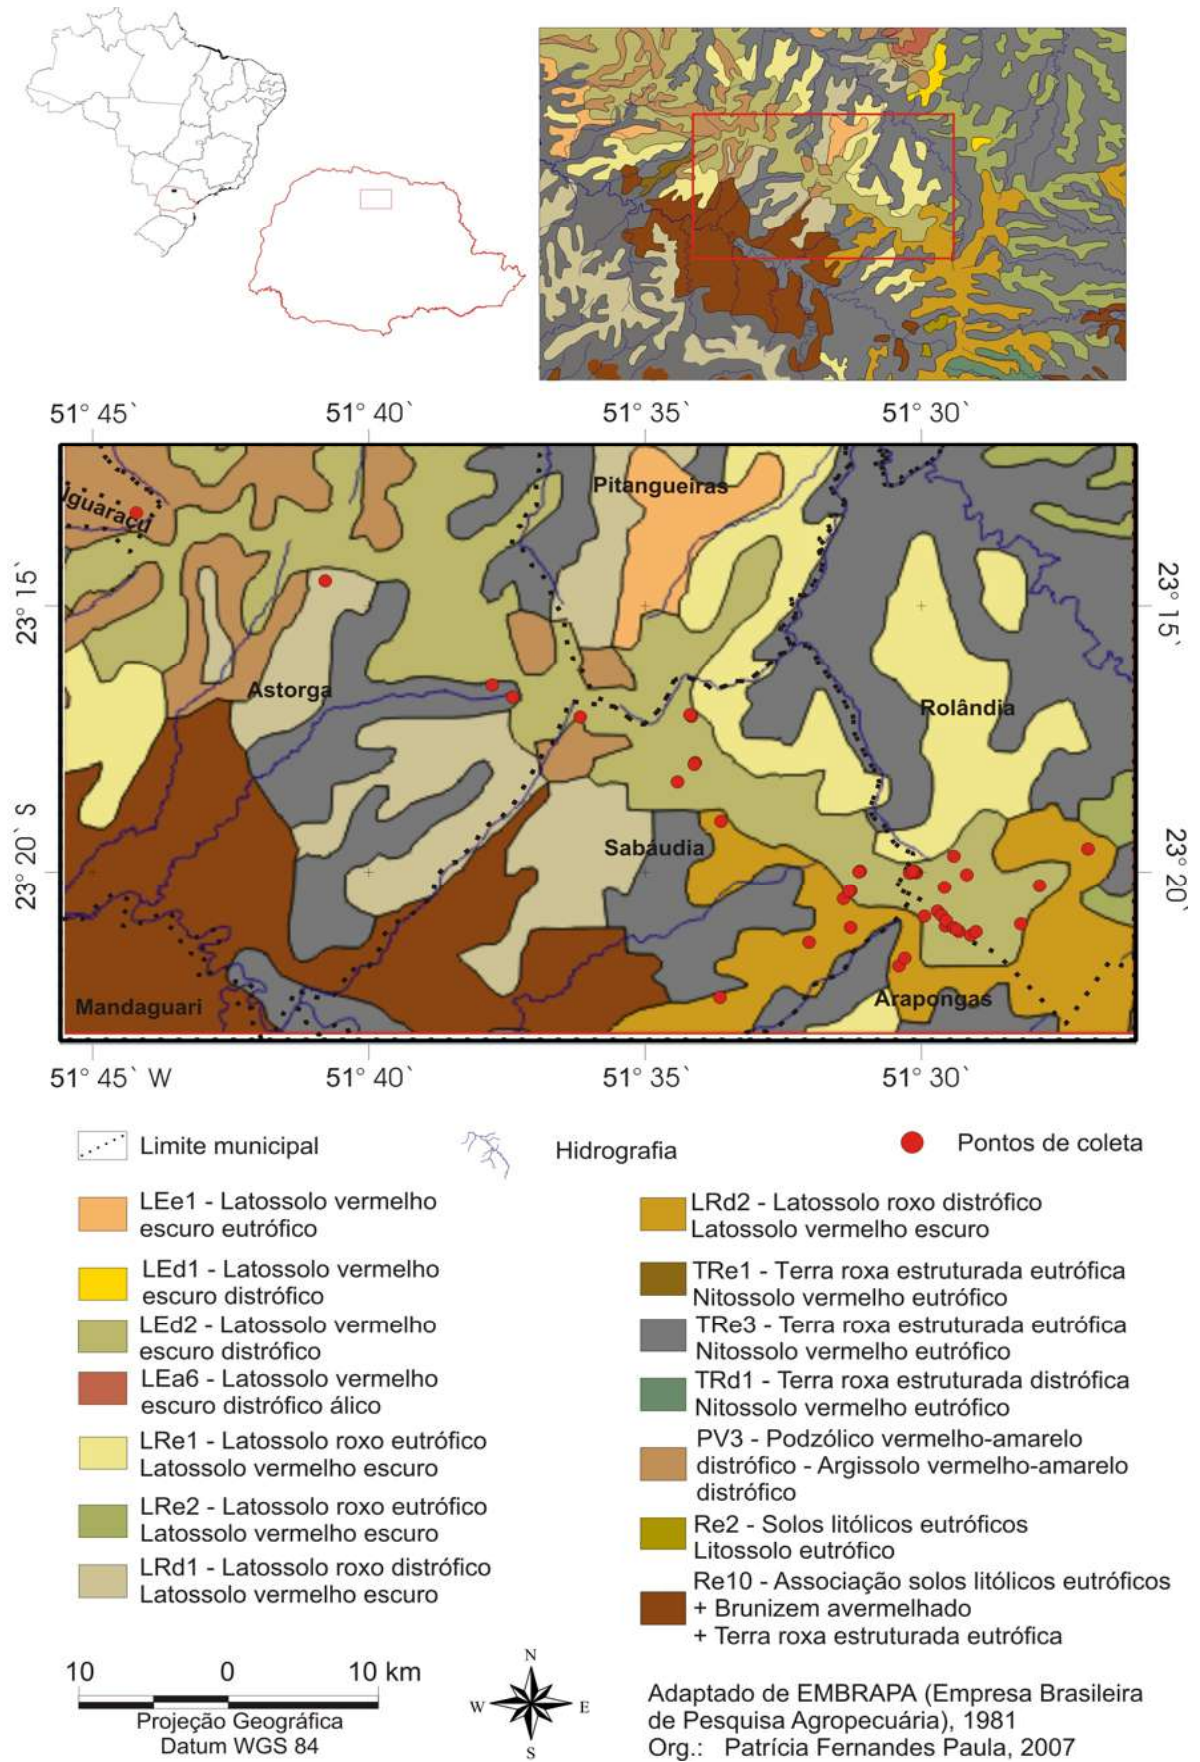 51° 45` 51° 40` 51° 35` 51° 30`
Pitangueiras
Iguaraçu
23° 15` 23° 15`
Astorga
Rolândia
Sabáudia
23° 20` S 23° 20`
Mandaguari
Arapongas
51° 45` W 51° 40` 51° 35` 51° 30`
Limite municipal
Hidrografia
Pontos de coleta
LEe1 - Latossolo vermelho
escuro eutrófico
LEd1 - Latossolo vermelho
escuro distrófico
LEd2 - Latossolo vermelho
escuro distrófico
LEa6 - Latossolo vermelho
escuro distrófico álico
LRe1 - Latossolo roxo eutrófico
Latossolo vermelho escuro
LRe2 - Latossolo roxo eutrófico
Latossolo vermelho escuro
LRd1 - Latossolo roxo distrófico
Latossolo vermelho escuro
LRd2 - Latossolo roxo distrófico
Latossolo vermelho escuro
TRe1 - Terra roxa estruturada eutrófica
Nitossolo vermelho eutrófico
TRe3 - Terra roxa estruturada eutrófica
Nitossolo vermelho eutrófico
TRd1 - Terra roxa estruturada distrófica
Nitossolo vermelho eutrófico
PV3 - Podzólico vermelho-amarelo
distrófico - Argissolo vermelho-amarelo
distrófico
Re2 - Solos litólicos eutróficos
Litossolo eutrófico
Re10 - Associação solos litólicos eutróficos
+ Brunizem avermelhado
+ Terra roxa estruturada eutrófica
10 0 10 km
Projeção Geográfica
Datum WGS 84
N
W E
S
Adaptado de EMBRAPA (Empresa Brasileira
de Pesquisa Agropecuária), 1981
Org.: Patrícia Fernandes Paula, 2007